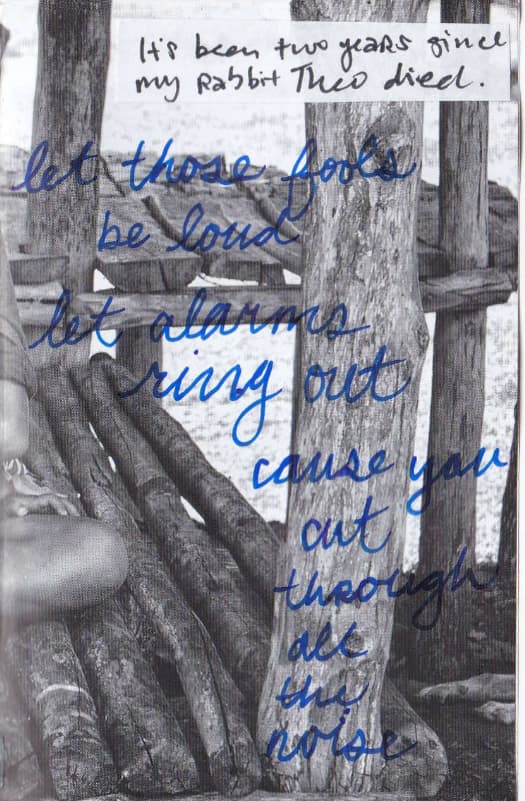 It's been two years since
my Rabbit Theo died.
let those fools
be loud
let alarms
ring out
cause you
cut
through
all
the
noise